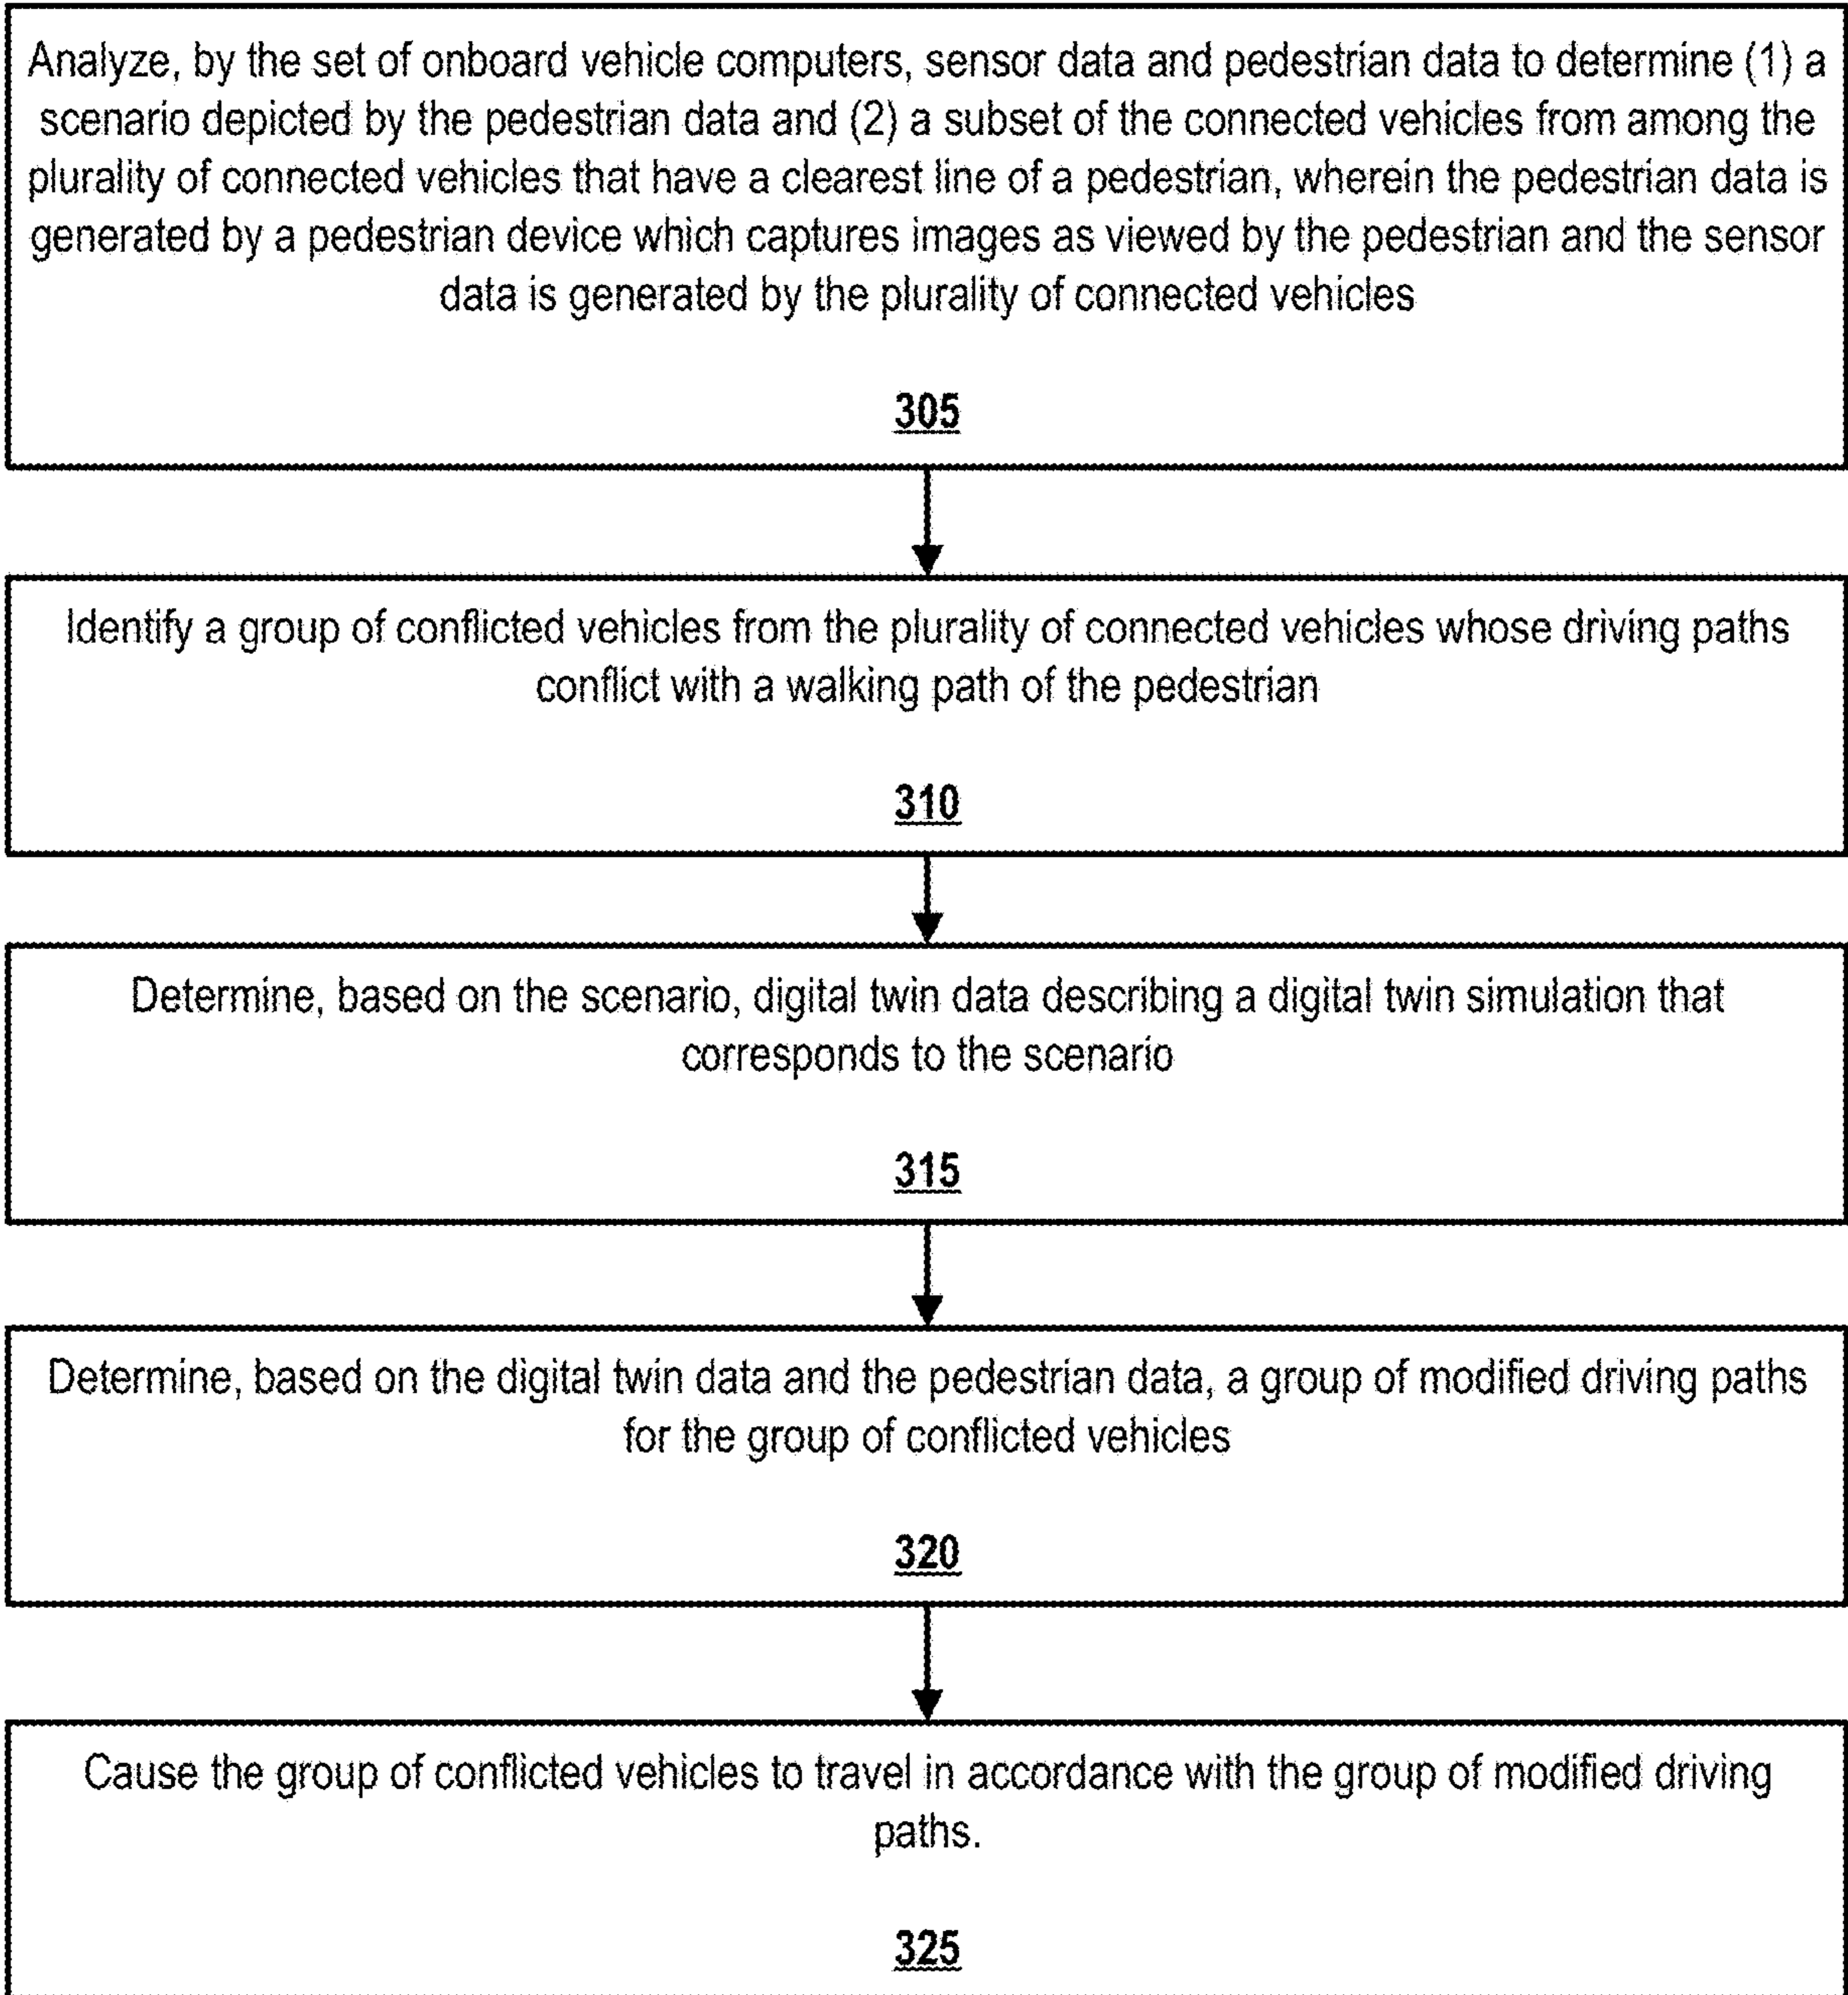 Analyze, by the set of onboard vehicle computers, sensor data and pedestrian data to determine (1) a
scenario depicted by the pedestrian data and (2) a subset of the connected vehicles from among the
plurality of connected vehicles that have a clearest line of a pedestrian, wherein the pedestrian data is
generated by a pedestrian device which captures images as viewed by the pedestrian and the sensor
data is generated by the plurality of connected vehicles
305
Identify a group of conflicted vehicles from the plurality of connected vehicles whose driving paths
conflict with a walking path of the pedestrian
310
Determine, based on the scenario, digital twin data describing a digital twin simulation that
corresponds to the scenario
315
Determine, based on the digital twin data and the pedestrian data, a group of modified driving paths
for the group of conflicted vehicles
320
Cause the group of conflicted vehicles to travel in accordance with the group of modified driving
paths.
325